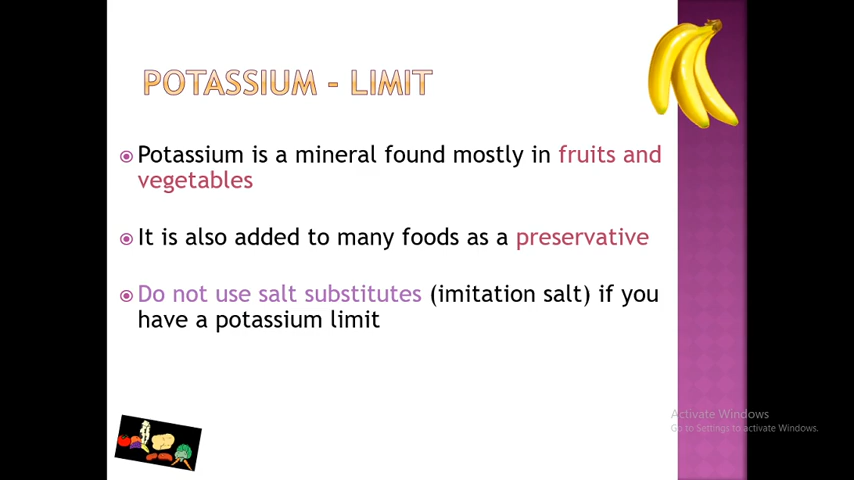 POTASSIUM - LIMIT
Potassium is a mineral found mostly in fruits and
vegetables
It is also added to many foods as a preservative
Do not use salt substitutes (imitation salt) if you
have a potassium limit
Activate Windows
Go to Settings to activate Windows.